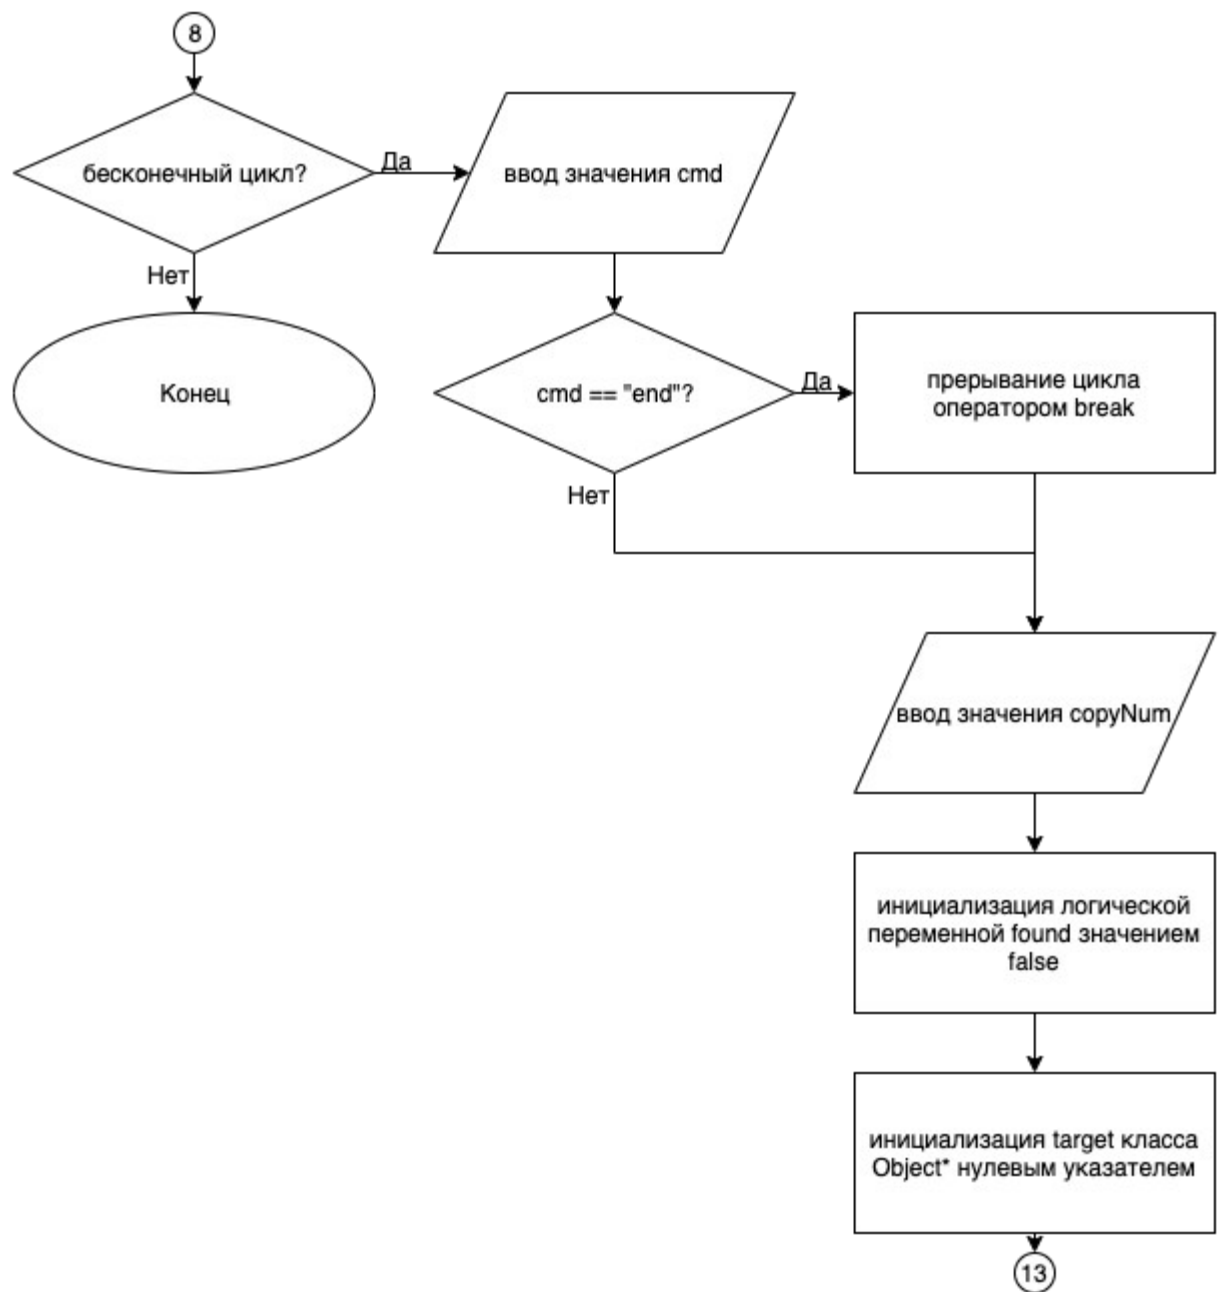 8
бесконечный цикл?
Да
ввод значения cmd
Нет
Конец
cmd == "end"?
Да
прерывание цикла
оператором break
Нет
ввод значения copyNum
инициализация логической
переменной found значением
false
инициализация target класса
Object* нулевым указателем
13